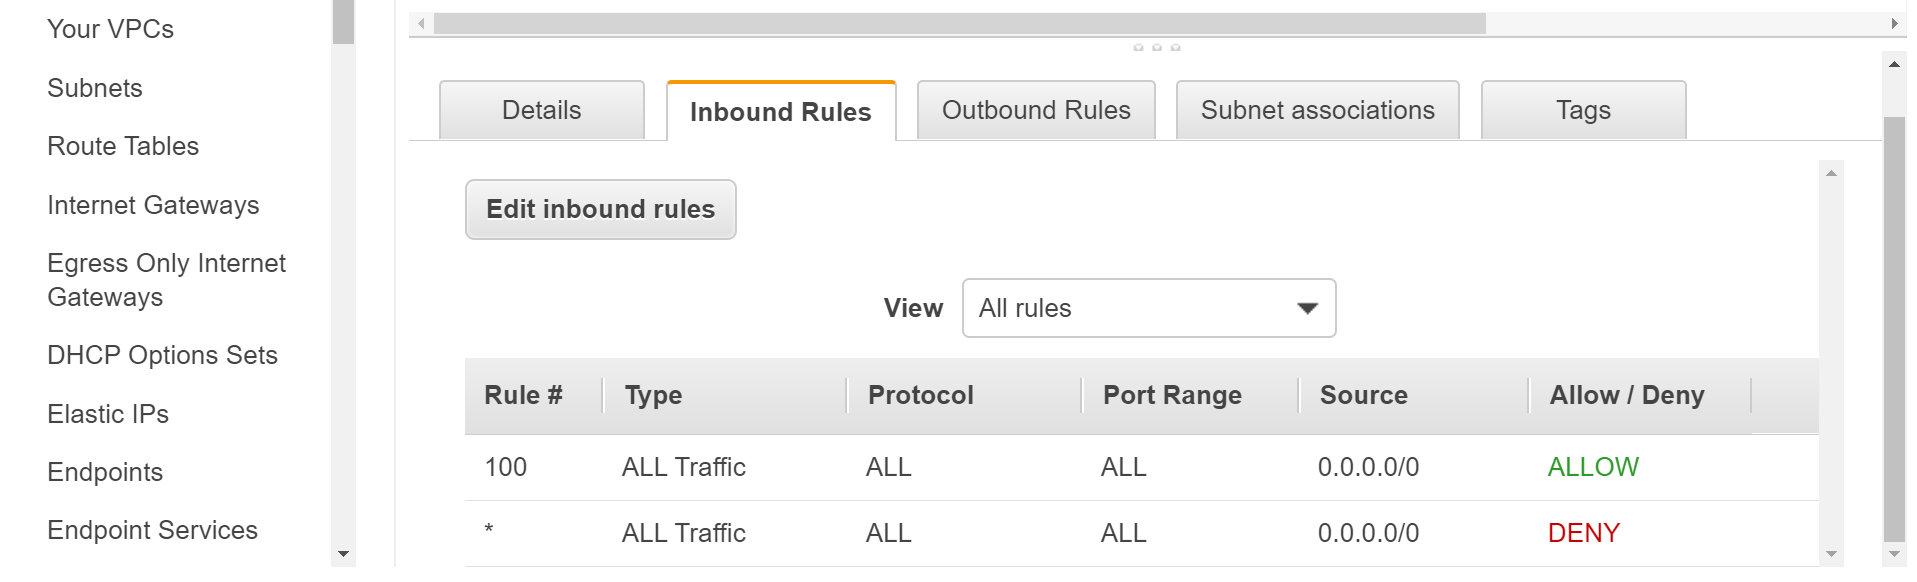 Your VPCs
Subnets
Route Tables
Internet Gateways
Egress Only Internet
Gateways
DHCP Options Sets
Elastic IPs
Endpoints
Endpoint Services
Details Inbound Rules Outbound Rules Subnet associations Tags
Edit inbound rules
View All rules
Rule # Type Protocol Port Range Source Allow / Deny
100 ALL Traffic ALL ALL 0.0.0.0/0 ALLOW
* ALL Traffic ALL ALL 0.0.0.0/0 DENY